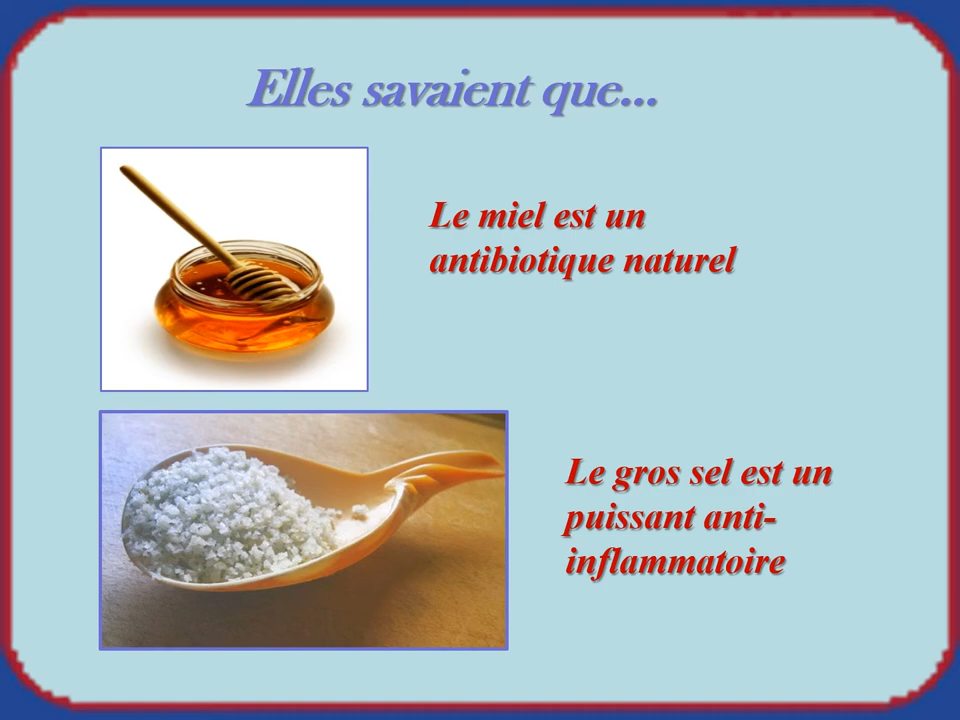 Elles savaient que...
Le miel est un
antibiotique naturel
Le gros sel est un
puissant anti-
inflammatoire